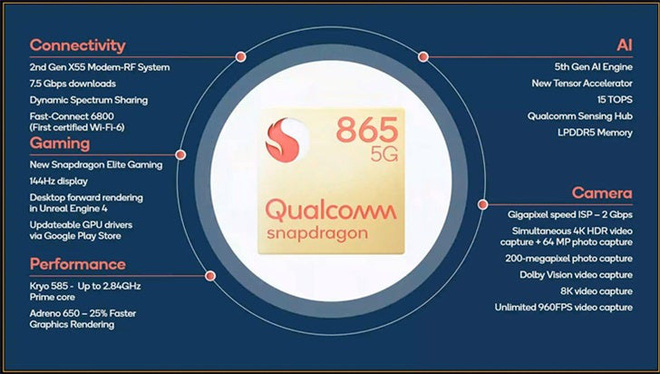 Connectivity
2nd Gen X55 Modem-RF System
7.5 Gbps downloads
Dynamic Spectrum Sharing
Fast-Connect 6800
(First certified Wi-Fi-6)
Gaming
New Snapdragon Elite Gaming
144Hz display
Desktop forward rendering
in Unreal Engine 4
Updateable GPU drivers
via Google Play Store
Performance
Kryo 585 - Up to 2.84GHz
Prime core
Adreno 650 – 25% Faster
Graphics Rendering
865
5G
Qualcomm
snapdragon
AI
5th Gen AI Engine
New Tensor Accelerator
15 TOPS
Qualcomm Sensing Hub
LPDDR5 Memory
Camera
Gigapixel speed ISP – 2 Gbps
Simultaneous 4K HDR video
capture + 64 MP photo capture
200-megapixel photo capture
Dolby Vision video capture
8K video capture
Unlimited 960FPS video capture